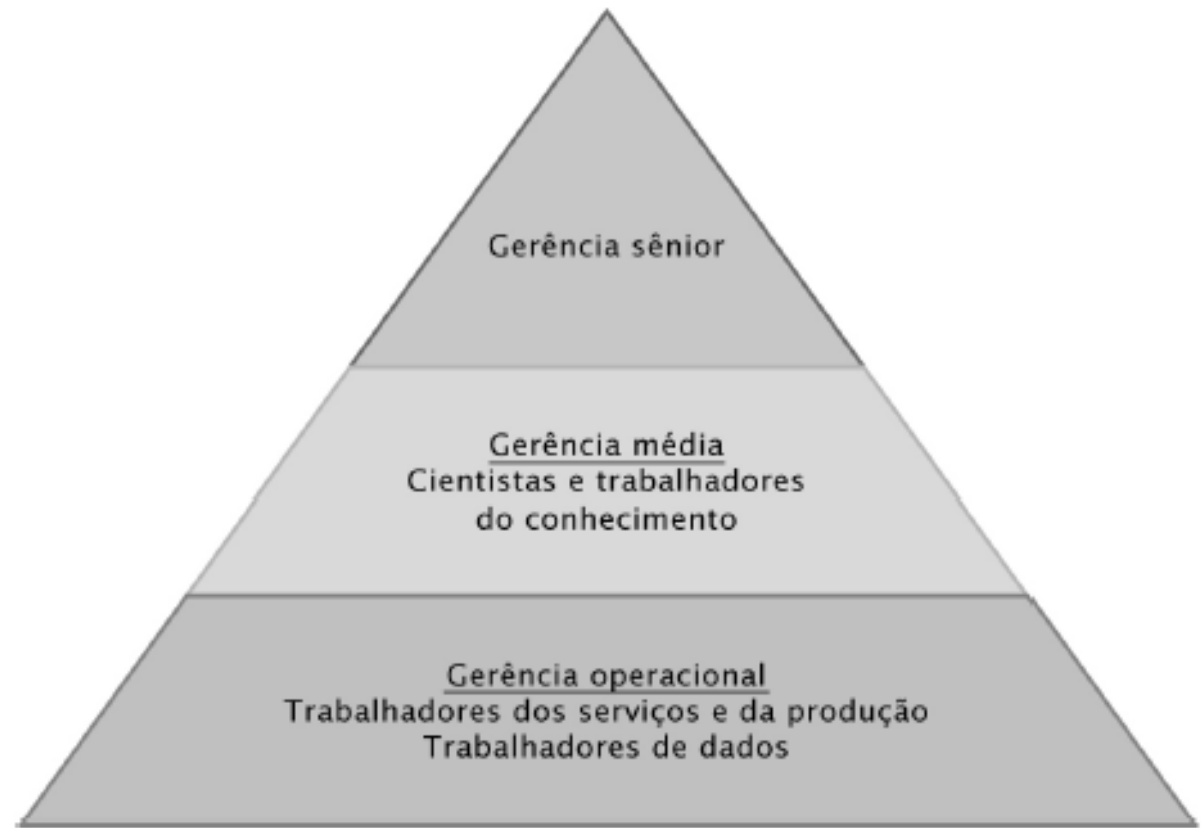 Gerência sênior
Gerência média
Cientistas e trabalhadores
do conhecimento
Gerência operacional
Trabalhadores dos serviços e da produção
Trabalhadores de dados